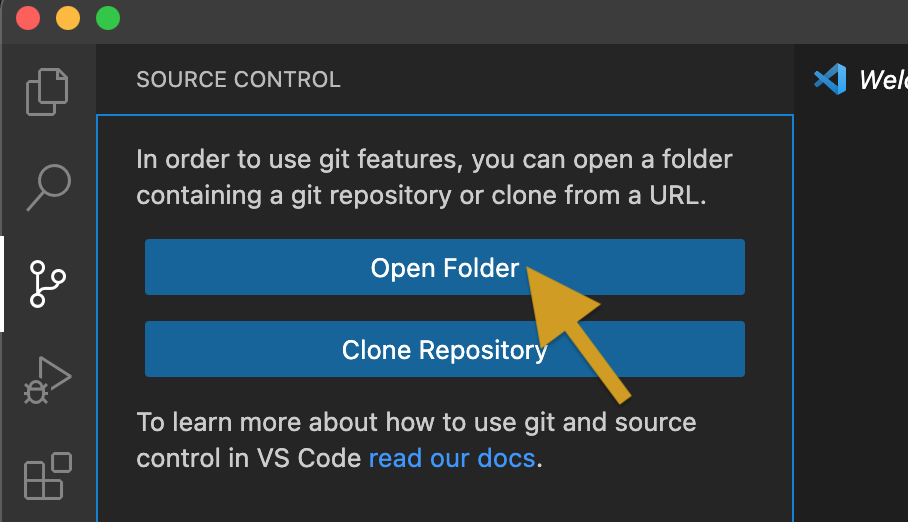 SOURCE CONTROL
Welc
In order to use git features, you can open a folder
containing a git repository or clone from a URL.
Open Folder
Clone Repository
To learn more about how to use git and source
control in VS Code read our docs.